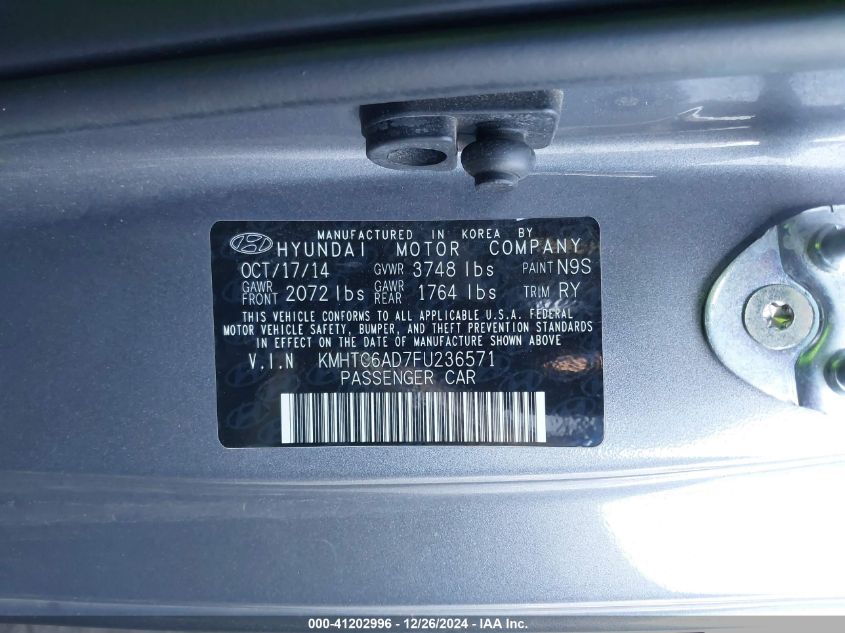 MANUFACTURED IN KOREA BY
HYUNDAI MOTOR COMPANY
OCT/17/14 GVWR 3748 lbs PAINT N9S
GAWR FRONT 2072 lbs GAWR REAR 1764 lbs TRIM RY
THIS VEHICLE CONFORMS TO ALL APPLICABLE U.S.A. FEDERAL
MOTOR VEHICLE SAFETY, BUMPER, AND THEFT PREVENTION STANDARDS
IN EFFECT ON THE DATE OF MANUFACTURE SHOWN ABOVE
V.I.N KMHTC6AD7FU236571
PASSENGER CAR
000-41202996 - 12/26/2024 - IAA Inc.